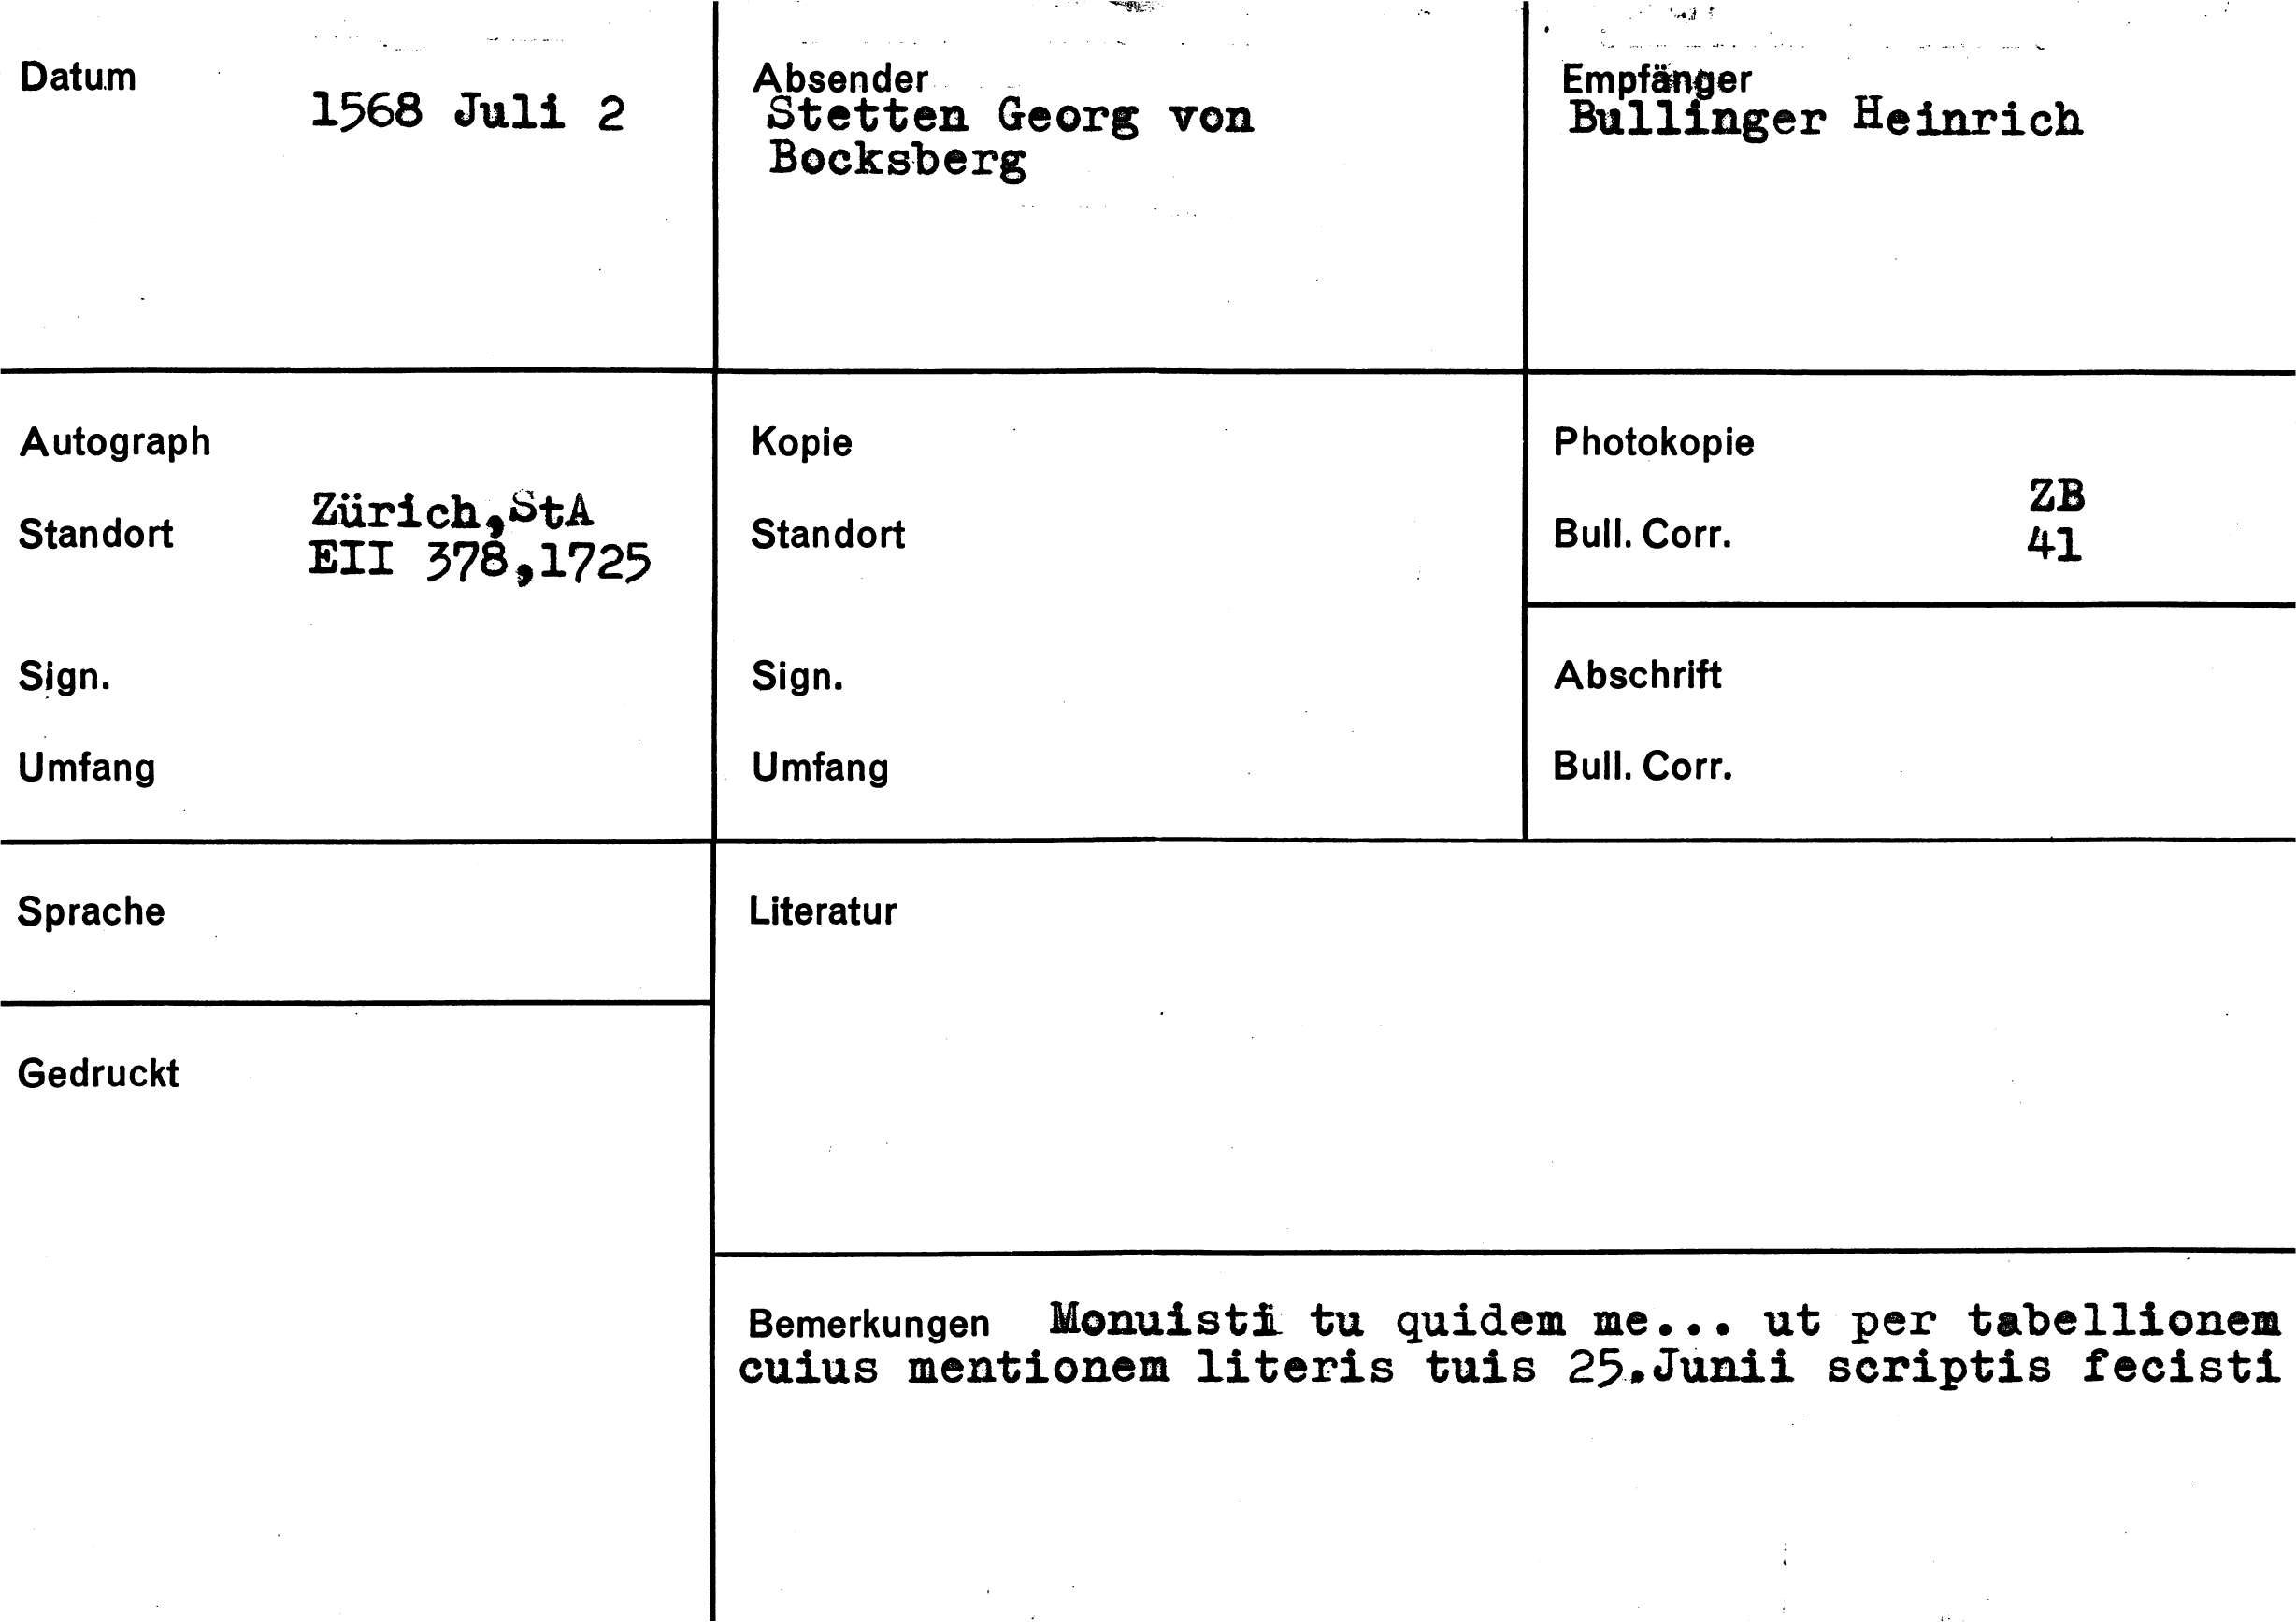 Datum
1568 Juli 2
Absender
Stetten Georg von
Bocksberg
Empfänger
Bullinger Heinrich
Autograph
Standort
Zürich,StA
EII 378,1725
Sign.
Umfang
Kopie
Standort
Sign.
Umfang
Photokopie
ZB
Bull. Corr.
41
Abschrift
Bull. Corr.
Sprache
Gedruckt
Literatur
Bemerkungen Monuisti tu quidem me... ut per tabellionem
cuius mentionem literis tuis 25.Junii scriptis fecisti